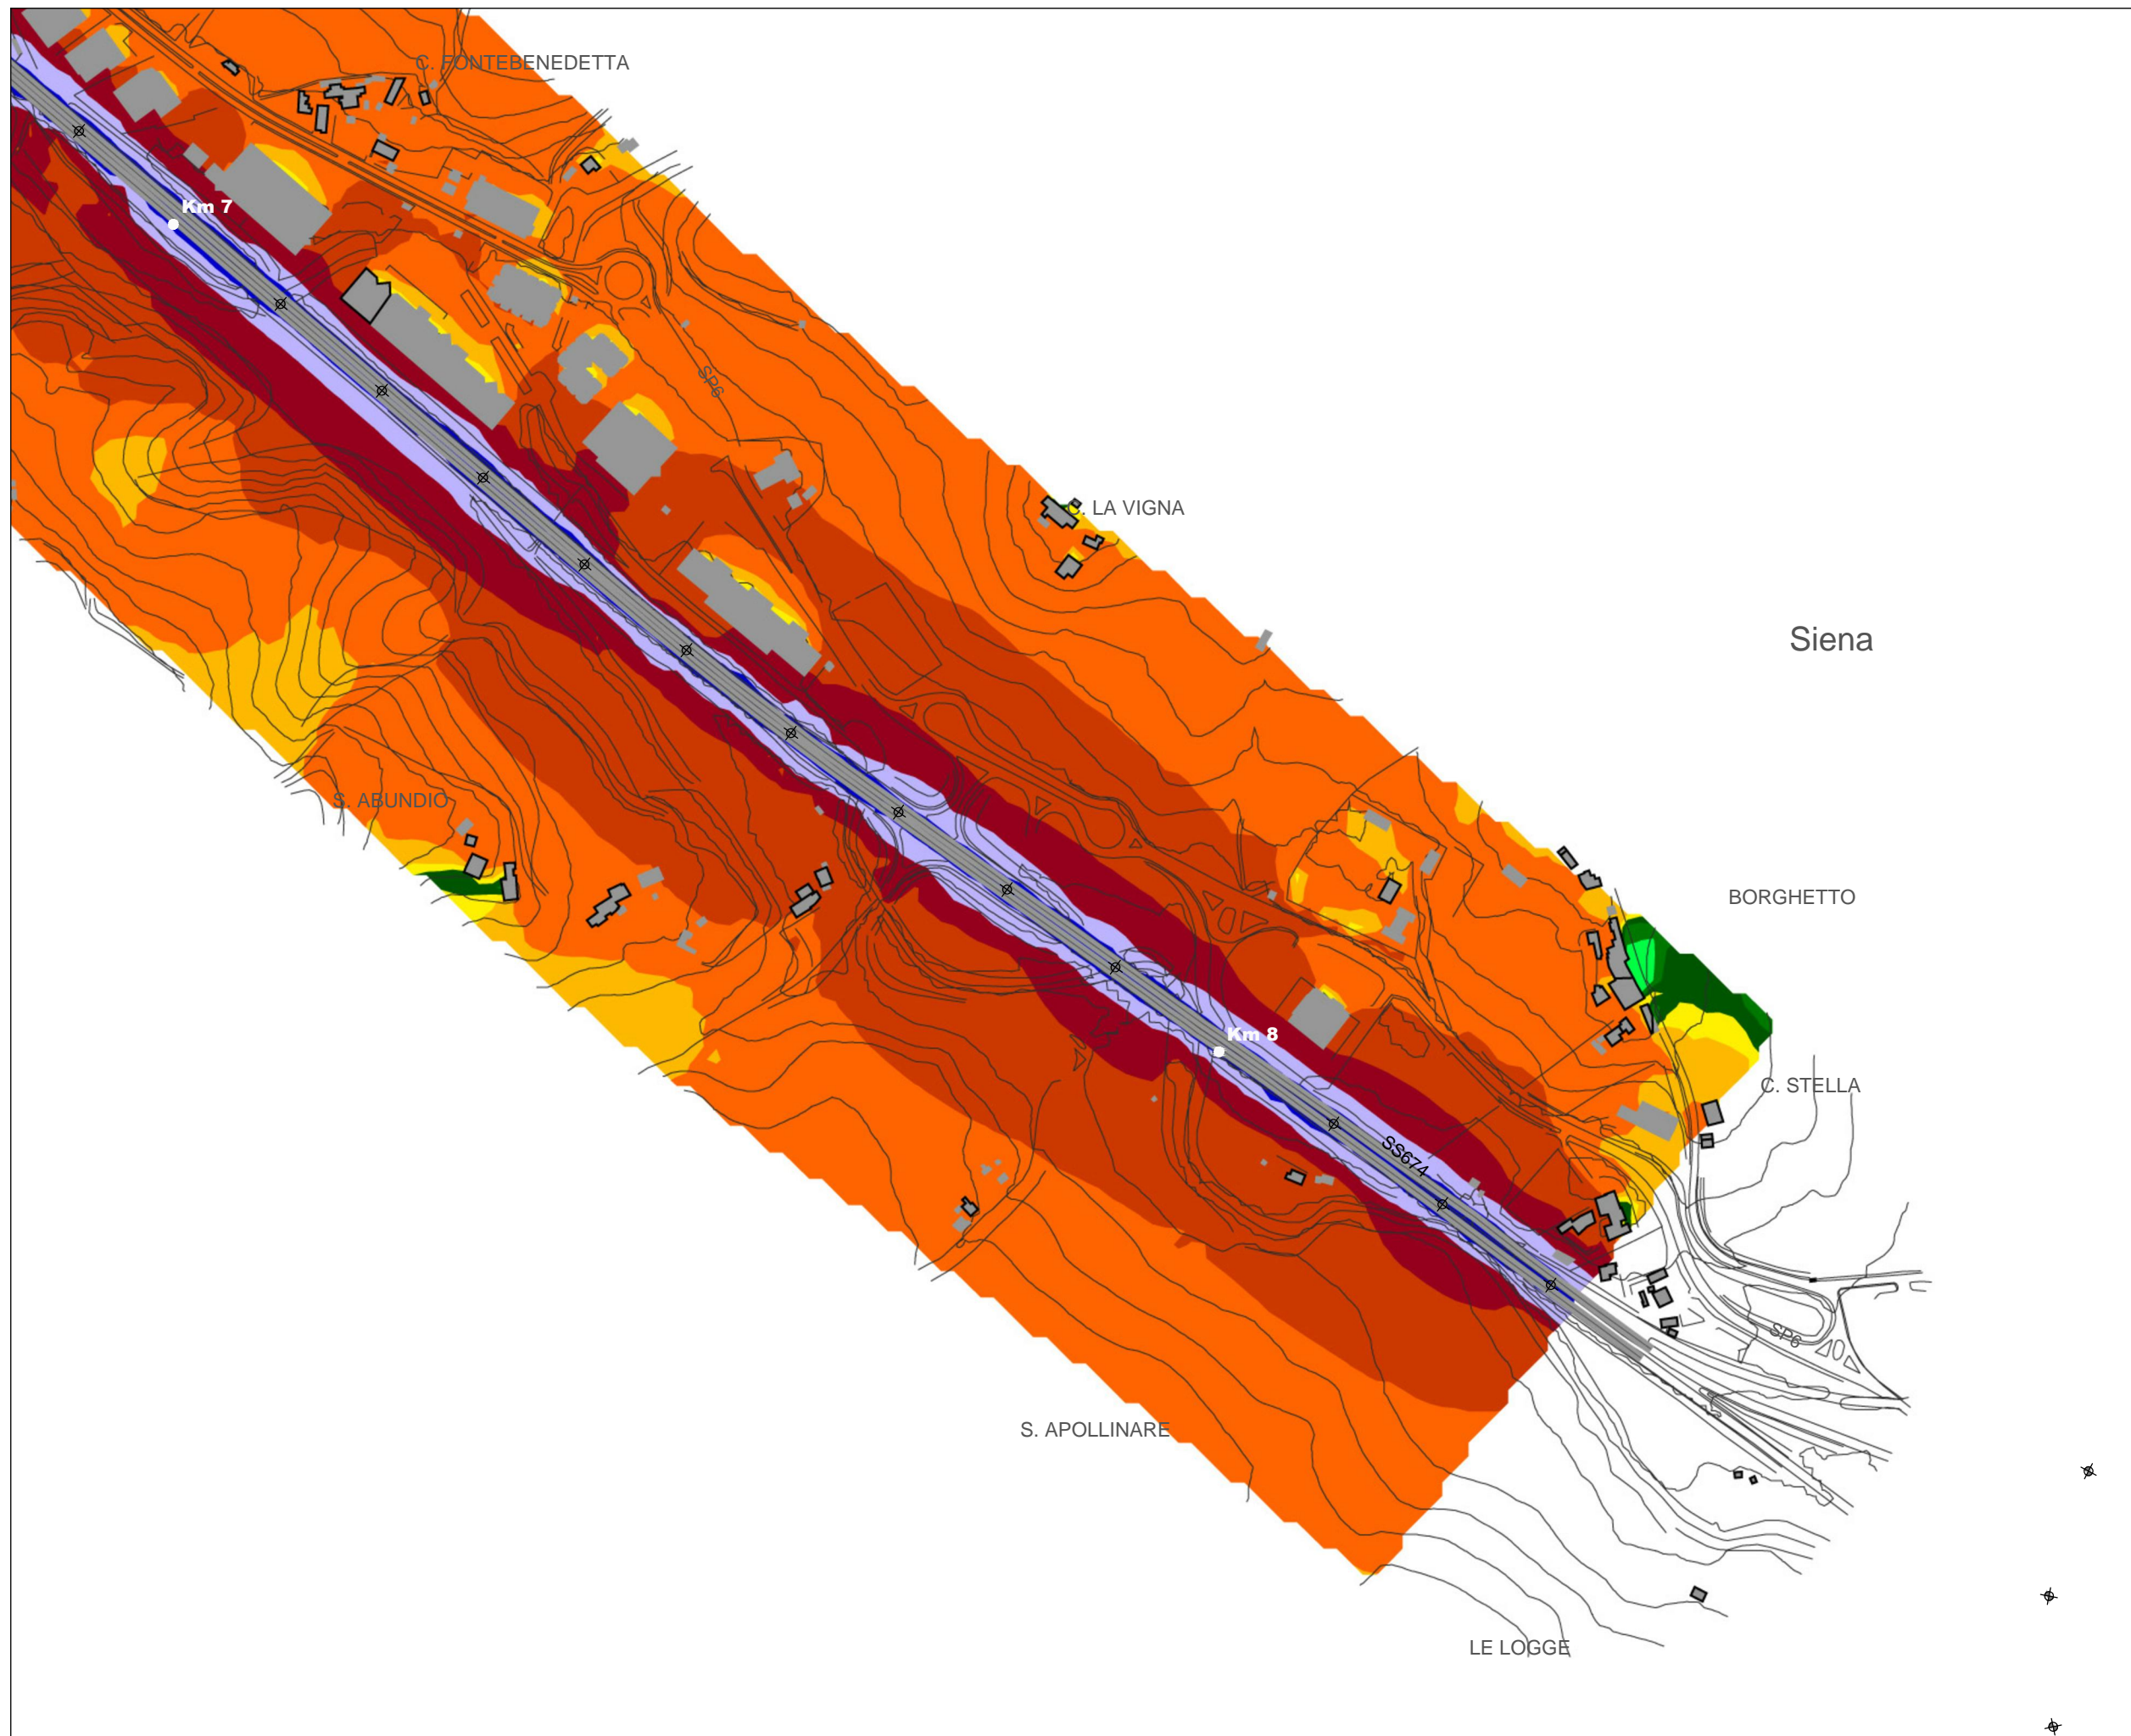 C. FONTEBENEDETTA
Km 7
SP6
C. LA VIGNA
Siena
S. ABUNDIO
BORGHETTO
Km 8
C. STELLA
SS674
SP6
S. APOLLINARE
LE LOGGE